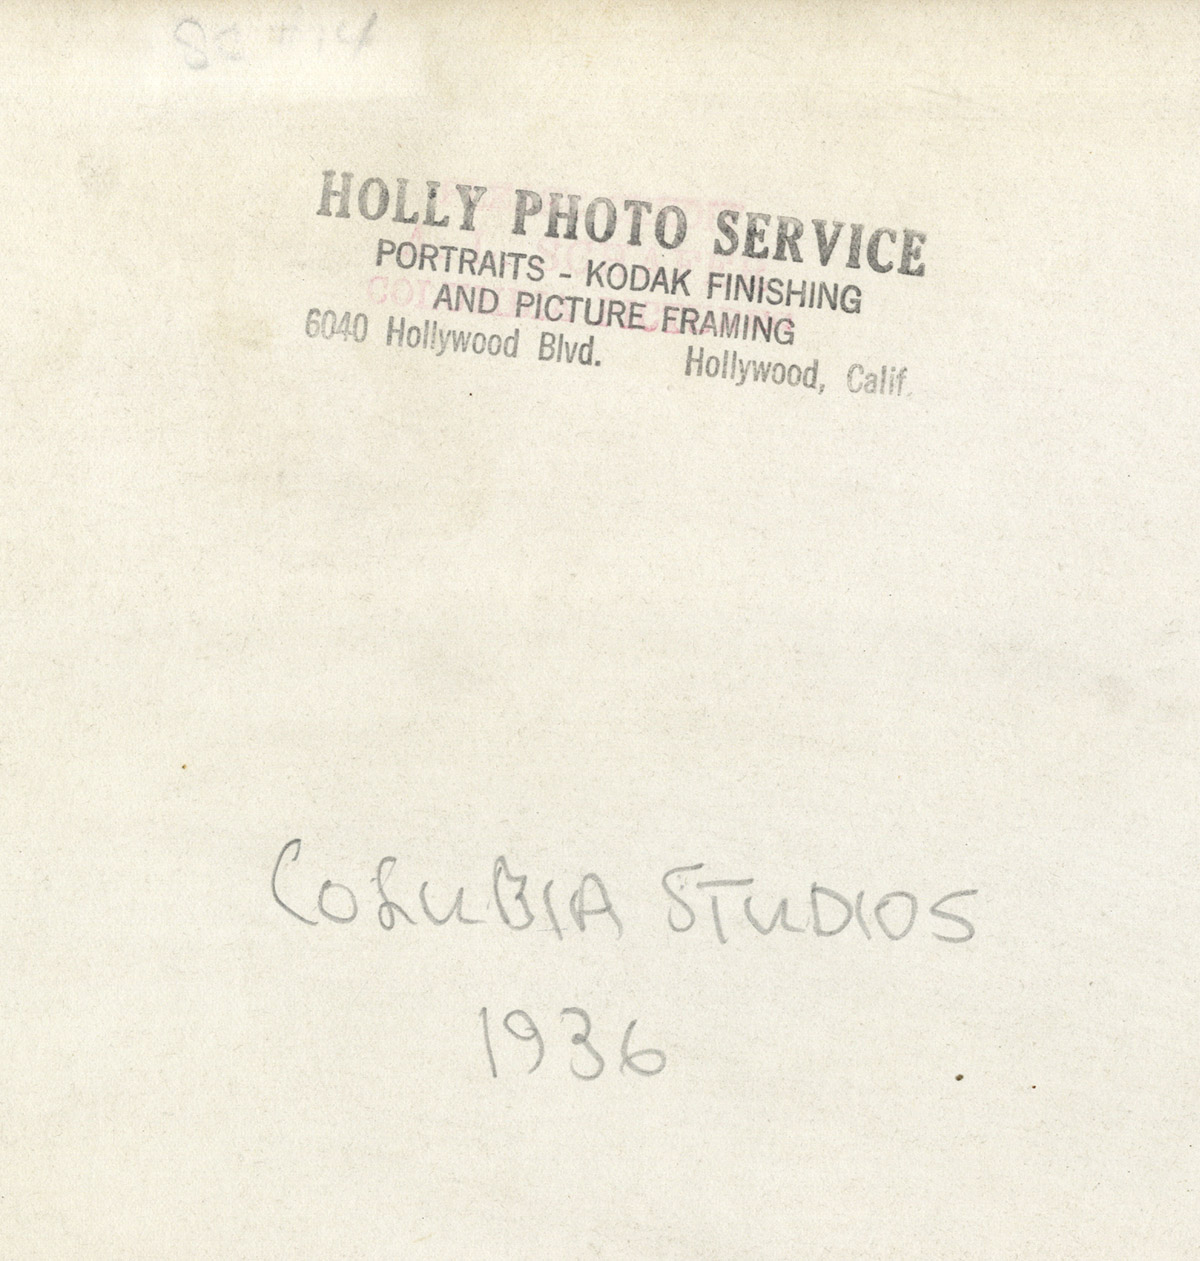 HOLLY PHOTO SERVICE
PORTRAITS - KODAK FINISHING
AND PICTURE FRAMING
6040 Hollywood Blvd. Hollywood, Calif.
COLUBIA STUDIOS
1936